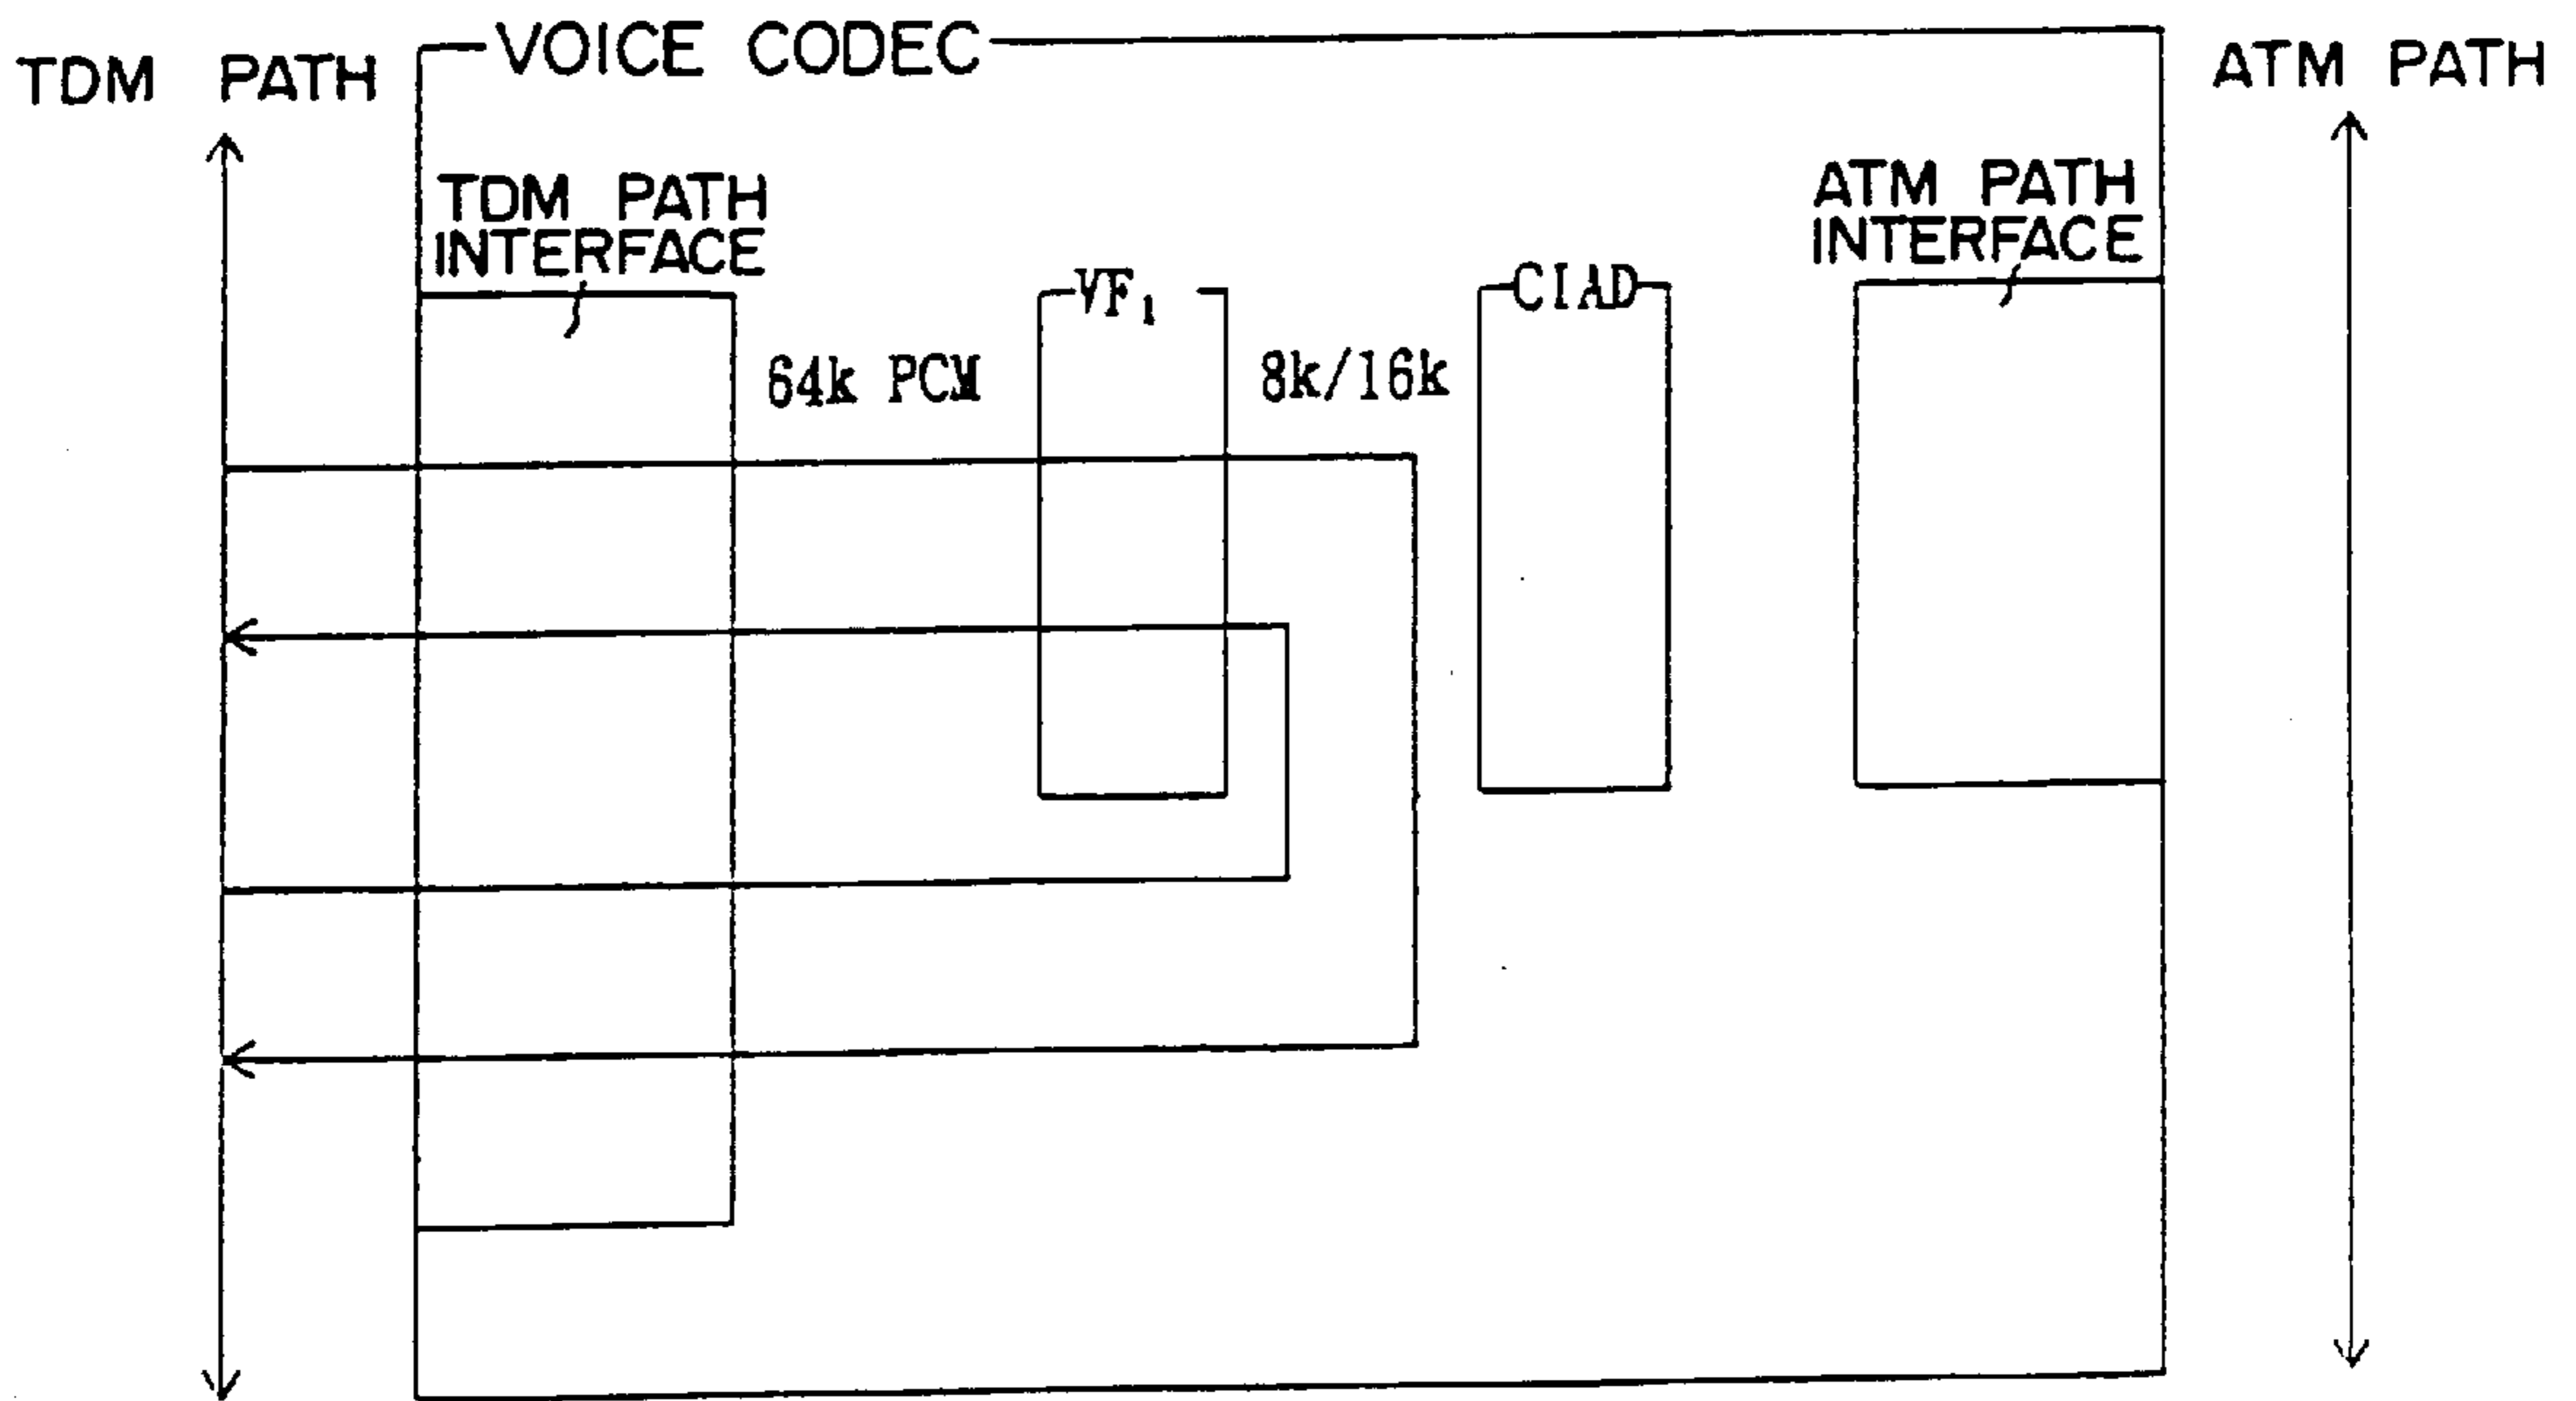 VOICE CODEC
TDM PATH
ATM PATH
TDM PATH
INTERFACE
ATM PATH
INTERFACE
VF₁
CIAD
64k PCM
8k/16k